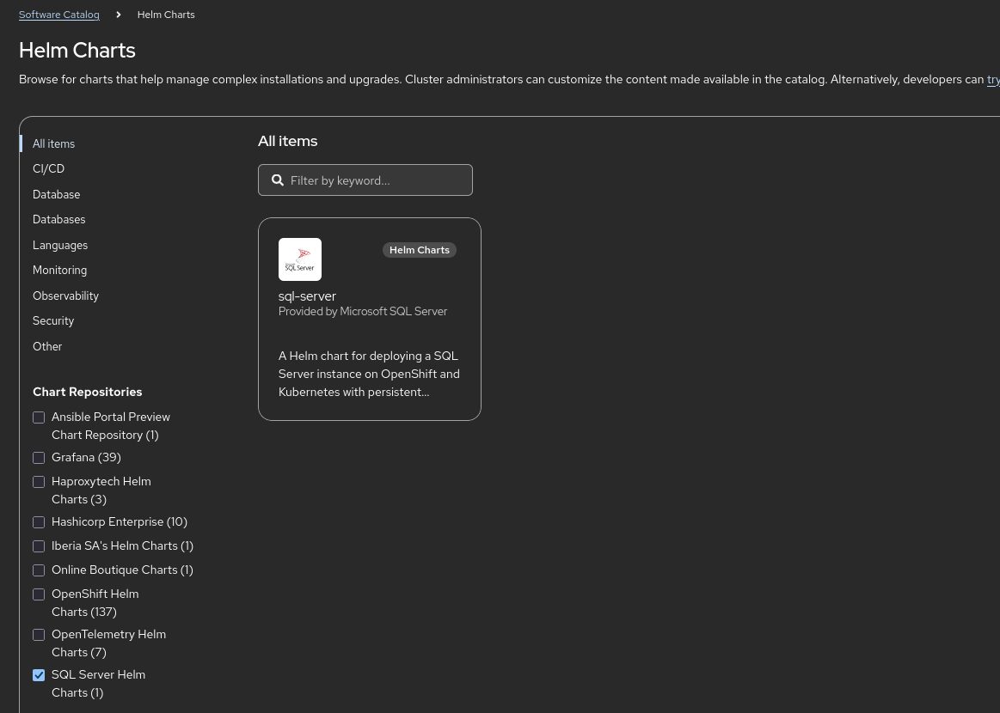 Software Catalog > Helm Charts
Helm Charts
Browse for charts that help manage complex installations and upgrades. Cluster administrators can customize the content made available in the catalog. Alternatively, developers can try
All items
CI/CD
Database
Databases
Languages
Monitoring
Observability
Security
Other
Chart Repositories
Ansible Portal Preview
Chart Repository (1)
Grafana (39)
Haproxytech Helm
Charts (3)
Hashicorp Enterprise (10)
Iberia SA's Helm Charts (1)
Online Boutique Charts (1)
OpenShift Helm
Charts (137)
OpenTelemetry Helm
Charts (7)
SQL Server Helm
Charts (1)
All items
Filter by keyword...
SQL Server
Helm Charts
sql-server
Provided by Microsoft SQL Server
A Helm chart for deploying a SQL
Server instance on OpenShift and
Kubernetes with persistent...